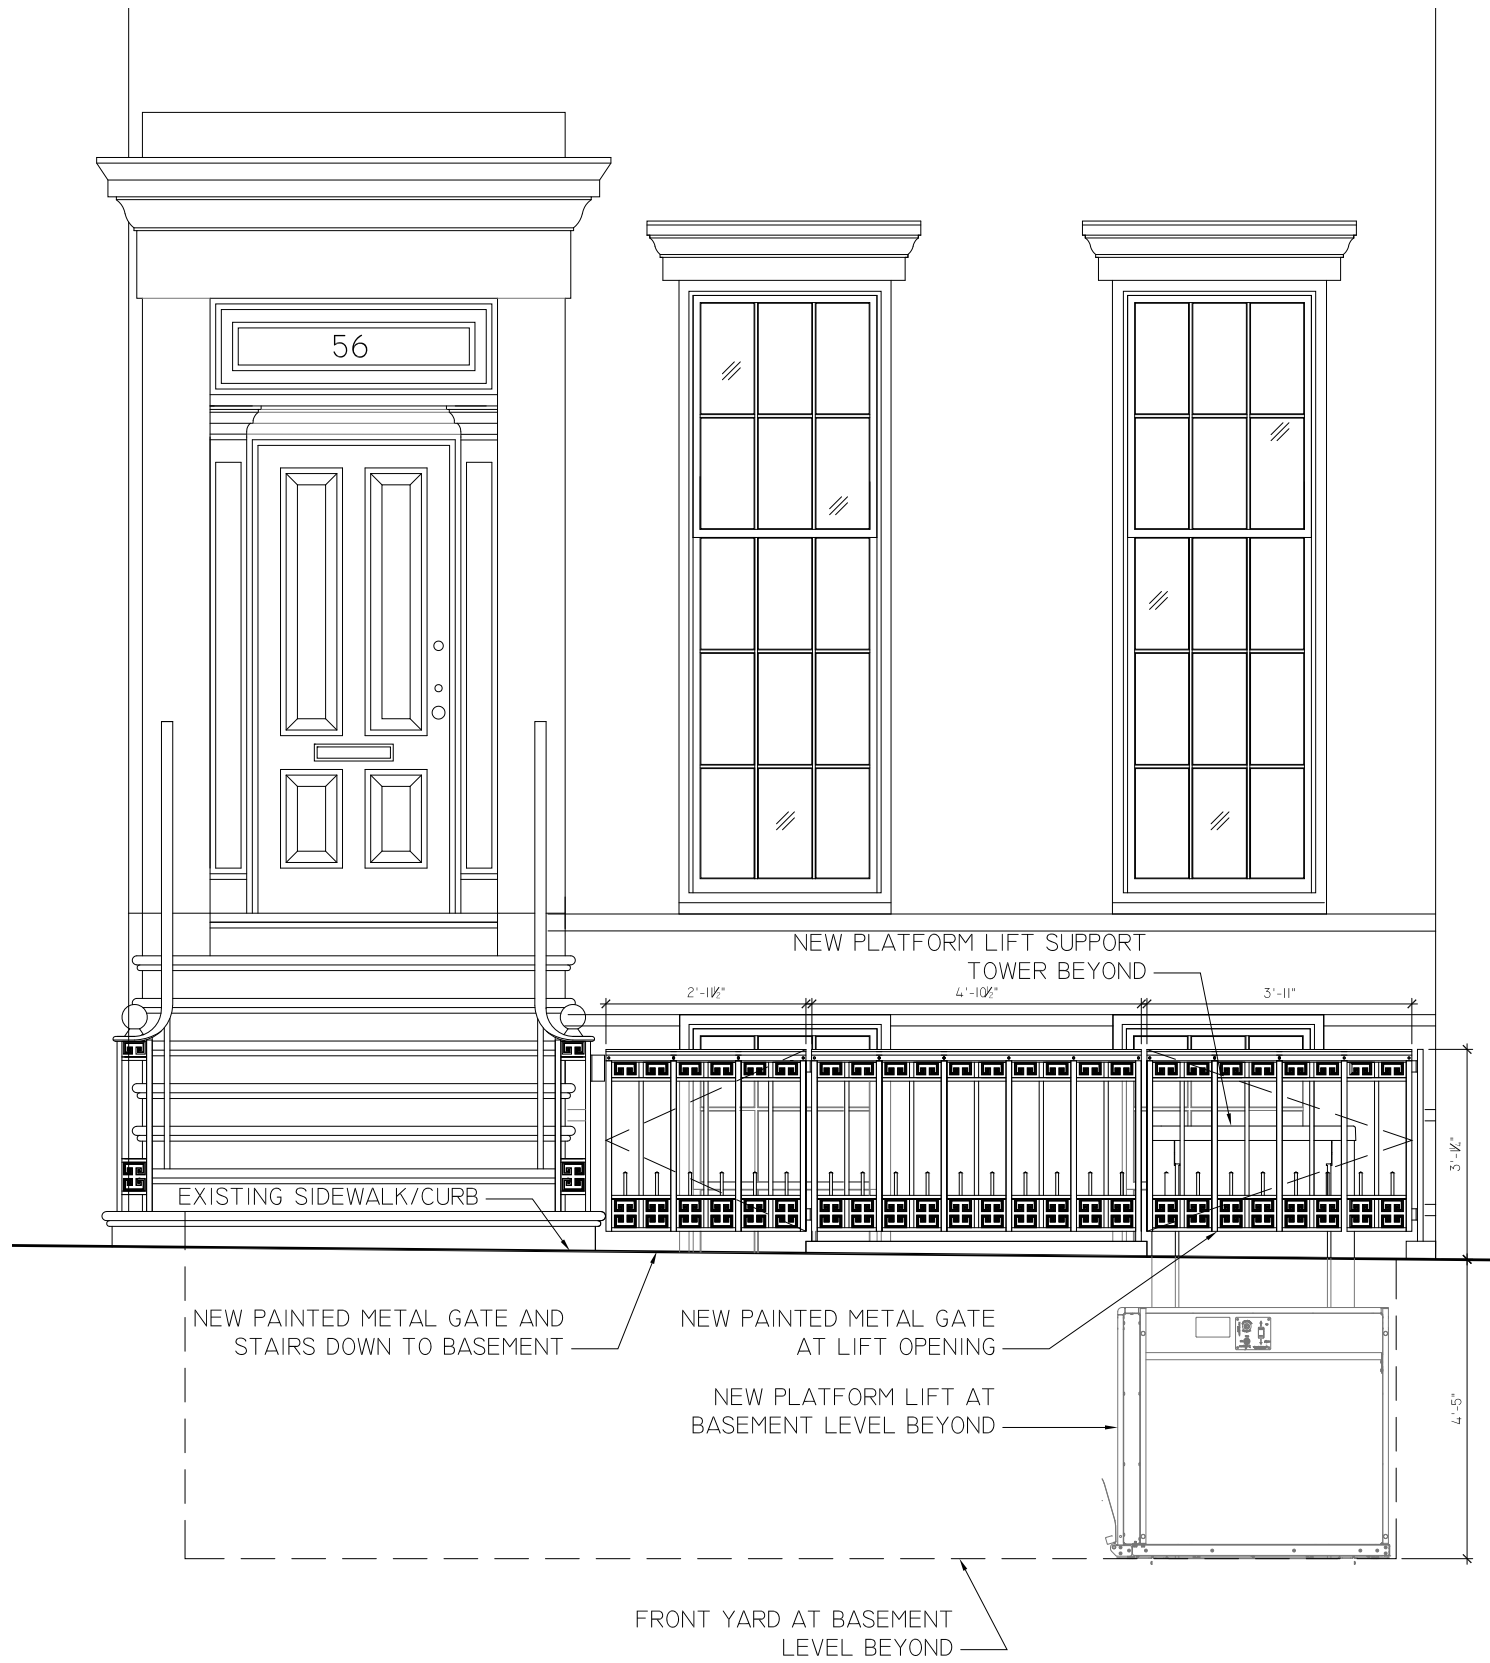 56
NEW PLATFORM LIFT SUPPORT
TOWER BEYOND
2'-11½"
4'-10½"
3'-11"
3'-1¼"
EXISTING SIDEWALK/CURB
NEW PAINTED METAL GATE AND
STAIRS DOWN TO BASEMENT
NEW PAINTED METAL GATE
AT LIFT OPENING
NEW PLATFORM LIFT AT
BASEMENT LEVEL BEYOND
4'-5"
FRONT YARD AT BASEMENT
LEVEL BEYOND